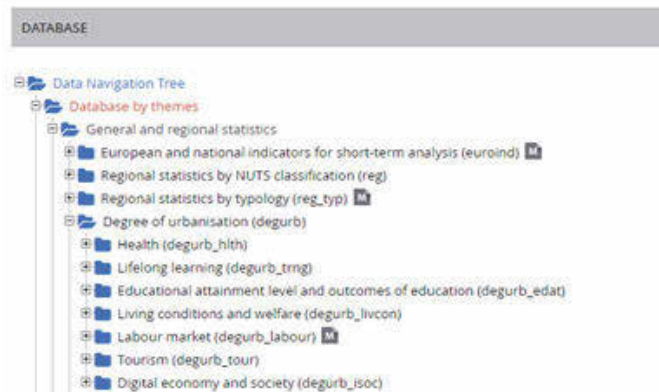 DATABASE
Data Navigation Tree
Database by themes
General and regional statistics
European and national indicators for short-term analysis (euroind) M
Regional statistics by NUTS classification (reg)
Regional statistics by typology (reg_typ) M
Degree of urbanisation (degurb)
Health (degurb_hlth)
Lifelong learning (degurb_trng)
Educational attainment level and outcomes of education (degurb_edat)
Living conditions and welfare (degurb_livcon)
Labour market (degurb_labour) M
Tourism (degurb_tour)
Digital economy and society (degurb_isoc)